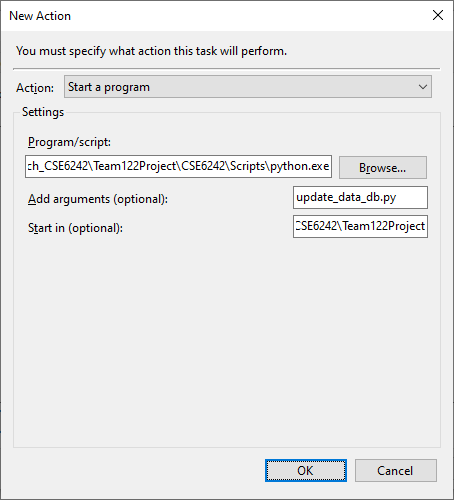 New Action
You must specify what action this task will perform.
Action: Start a program
Settings
Program/script:
ch_CSE6242\Team122Project\CSE6242\Scripts\python.exe Browse...
Add arguments (optional): update_data_db.py
Start in (optional): CSE6242\Team122Project
OK Cancel